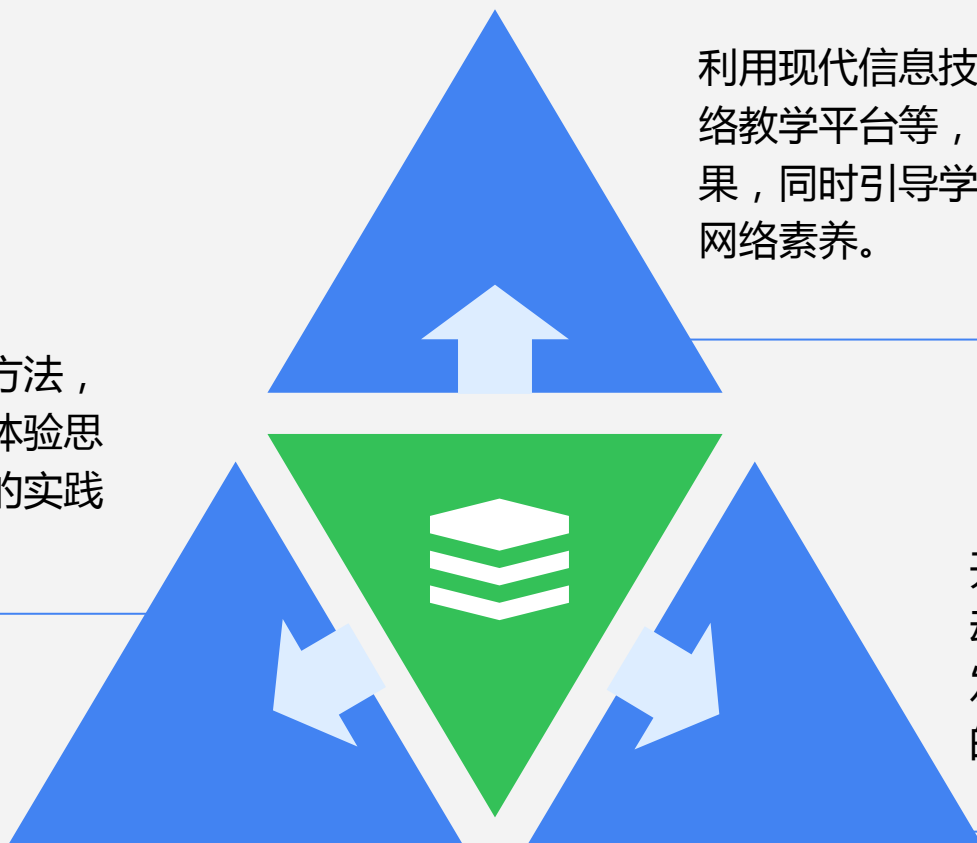 利用现代信息技
络教学平台等，
果，同时引导学
网络素养。
方法，
体验思
的实践